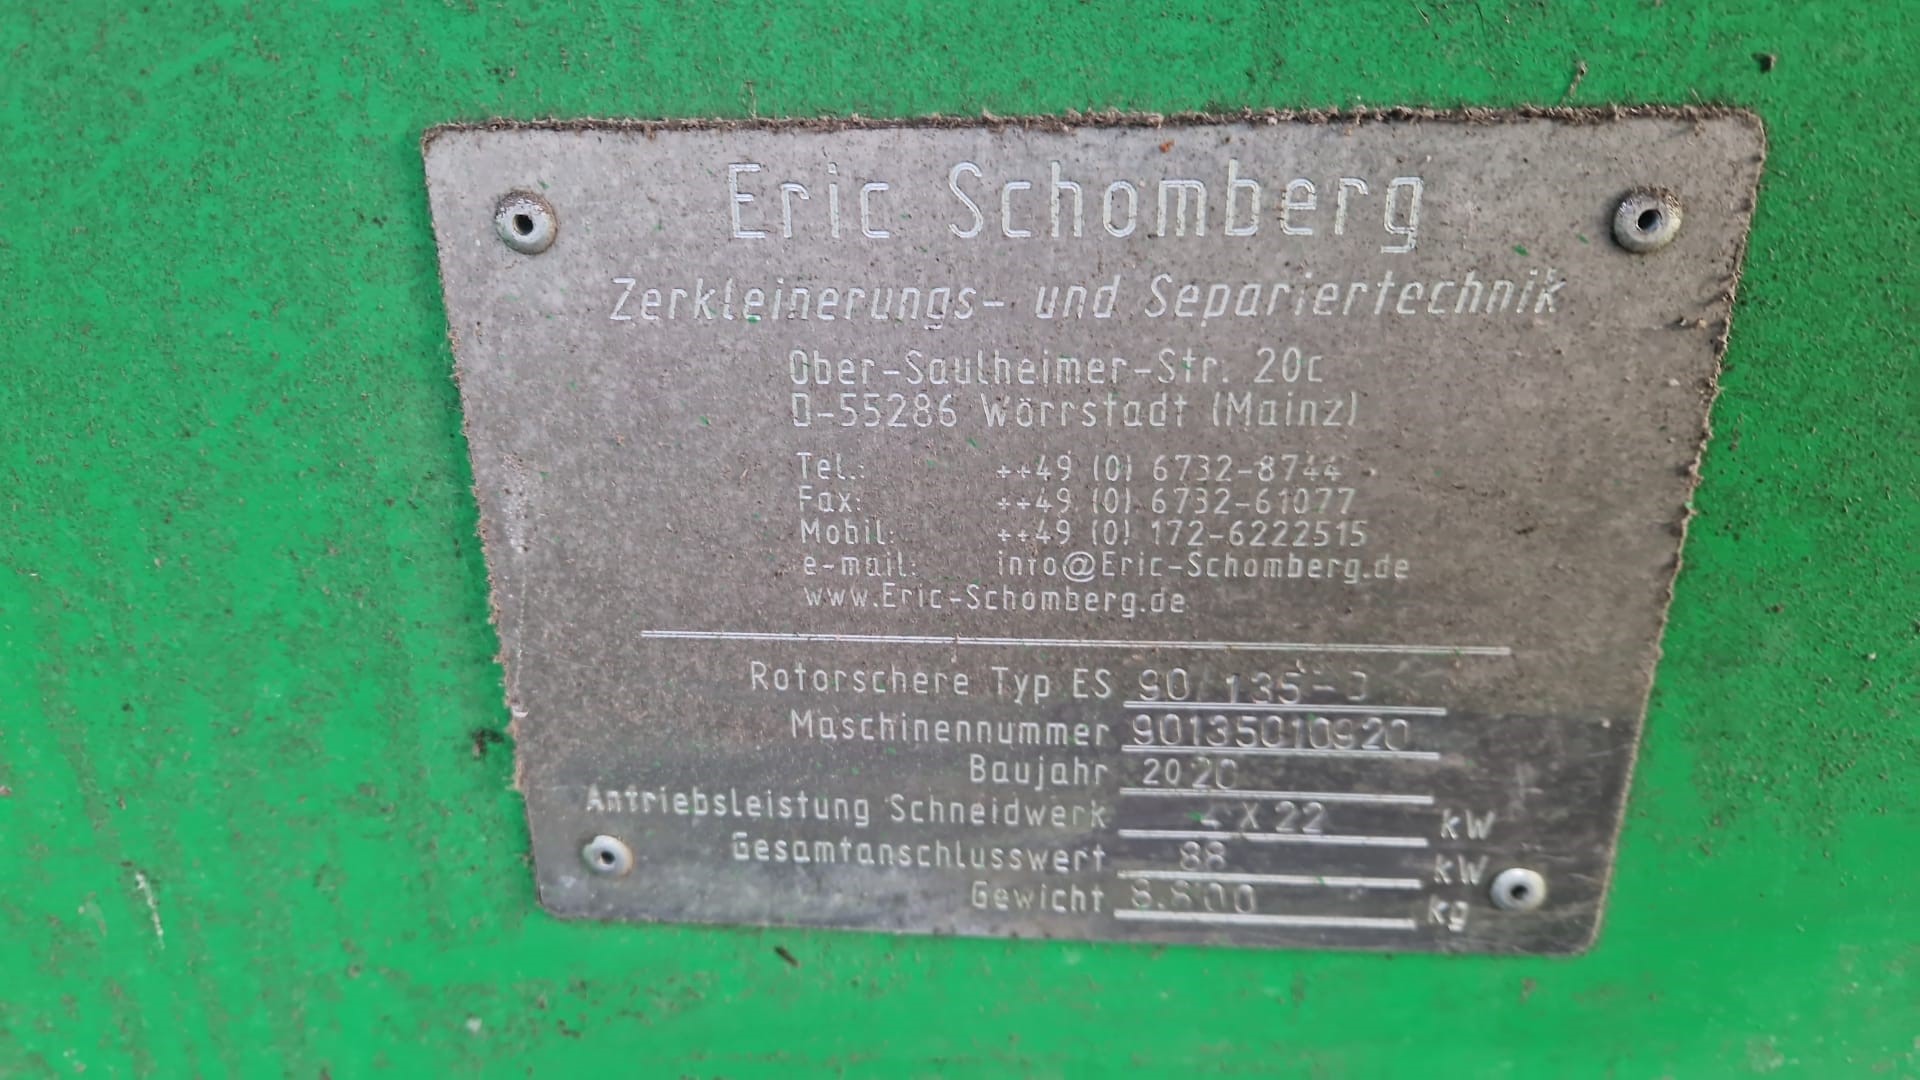 Eric Schomberg
Zerkleinerungs- und Separiertechnik
Ober-Saulheimer-Str. 20c
D-55286 Wörrstadt (Mainz)
Tel.: ++49 (0) 6732-8744
Fax: ++49 (0) 6732-61077
Mobil: ++49 (0) 172-6222515
e-mail: info@Eric-Schomberg.de
www.Eric-Schomberg.de
Rotorschere Typ ES 90/135-D
Maschinennummer 90135010920
Baujahr 2020
Antriebsleistung Schneidwerk 4 X 22 kW
Gesamtanschlusswert 88 kW
Gewicht 8.800 kg